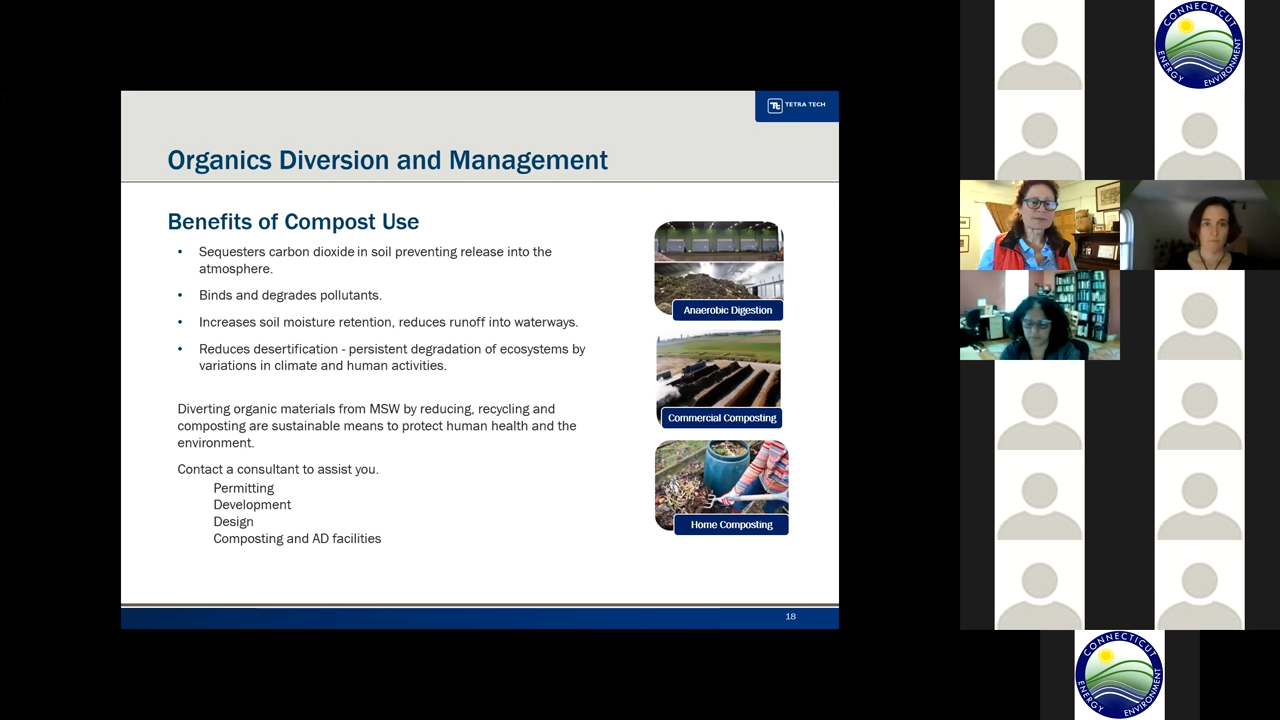 TETRA TECH
Organics Diversion and Management
Benefits of Compost Use
• Sequesters carbon dioxide in soil preventing release into the
atmosphere.
• Binds and degrades pollutants.
• Increases soil moisture retention, reduces runoff into waterways.
• Reduces desertification - persistent degradation of ecosystems by
variations in climate and human activities.
Diverting organic materials from MSW by reducing, recycling and
composting are sustainable means to protect human health and the
environment.
Contact a consultant to assist you.
Permitting
Development
Design
Composting and AD facilities
Anaerobic Digestion
Commercial Composting
Home Composting
18
CONNECTICUT
ENERGY ENVIRONMENT
CONNECTICUT
ENERGY ENVIRONMENT